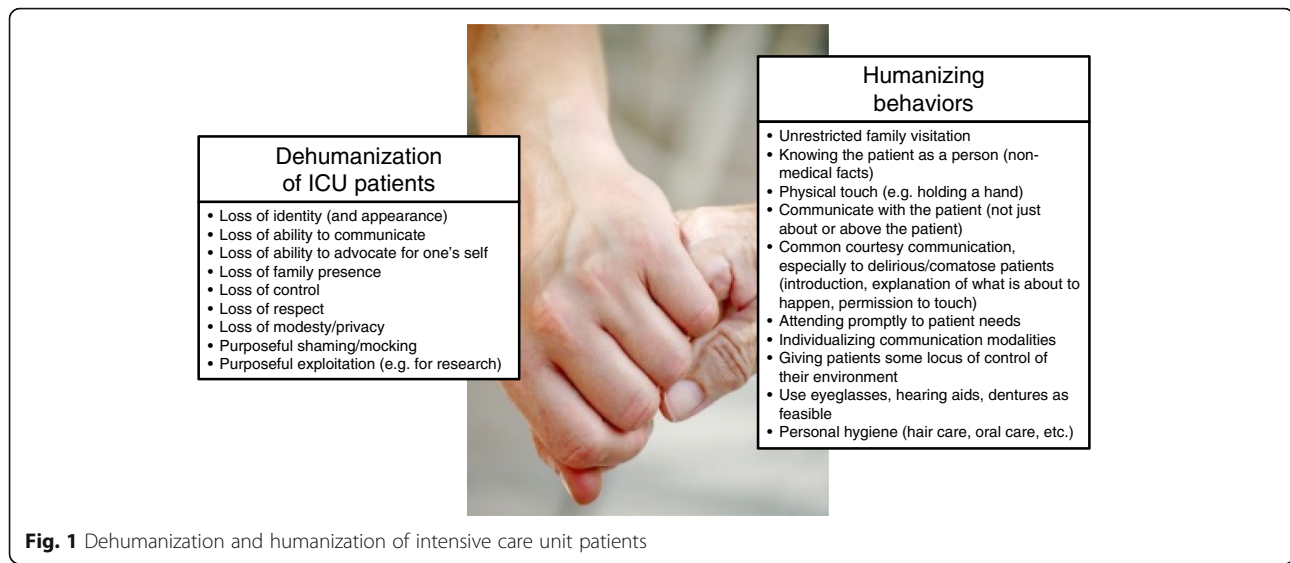 Dehumanization
of ICU patients
• Loss of identity (and appearance)
• Loss of ability to communicate
• Loss of ability to advocate for one's self
• Loss of family presence
• Loss of control
• Loss of respect
• Loss of modesty/privacy
• Purposeful shaming/mocking
• Purposeful exploitation (e.g. for research)
Humanizing
behaviors
• Unrestricted family visitation
• Knowing the patient as a person (non-
medical facts)
• Physical touch (e.g. holding a hand)
• Communicate with the patient (not just
about or above the patient)
• Common courtesy communication,
especially to delirious/comatose patients
(introduction, explanation of what is about to
happen, permission to touch)
• Attending promptly to patient needs
• Individualizing communication modalities
• Giving patients some locus of control of
their environment
• Use eyeglasses, hearing aids, dentures as
feasible
• Personal hygiene (hair care, oral care, etc.)
Fig. 1 Dehumanization and humanization of intensive care unit patients